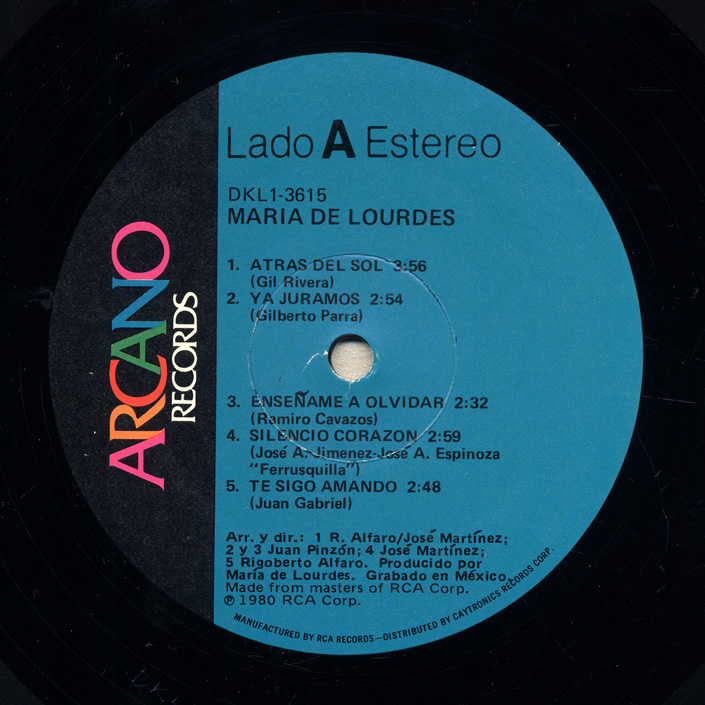 ARCANO
RECORDS
Lado A Estereo
DKL1-3615
MARIA DE LOURDES
1. ATRAS DEL SOL 3:56
(Gil Rivera)
2. YA JURAMOS 2:54
(Gilberto Parra)
3. ENSEÑAME A OLVIDAR 2:32
(Ramiro Cavazos)
4. SILENCIO CORAZON 2:59
(José A. Jimenez-José A. Espinoza
"Ferrusquilla")
5. TE SIGO AMANDO 2:48
(Juan Gabriel)
Arr. y dir.: 1 R. Alfaro/José Martínez;
2 y 3 Juan Pinzón; 4 José Martínez;
5 Rigoberto Alfaro. Producido por
María de Lourdes. Grabado en México.
Made from masters of RCA Corp.
℗ 1980 RCA Corp.
MANUFACTURED BY RCA RECORDS—DISTRIBUTED BY CAYTRONICS RECORDS CORP.